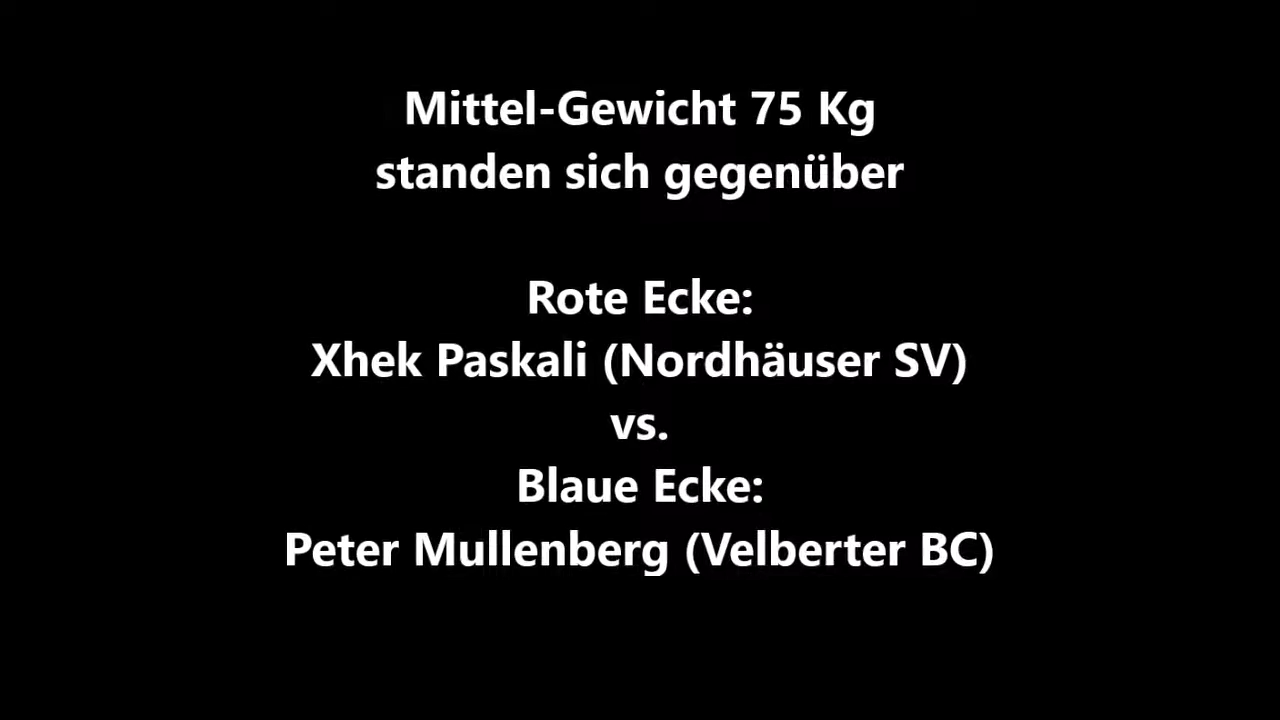 Mittel-Gewicht 75 Kg
standen sich gegenüber
Rote Ecke:
Xhek Paskali (Nordhäuser SV)
vs.
Blaue Ecke:
Peter Mullenberg (Velberter BC)